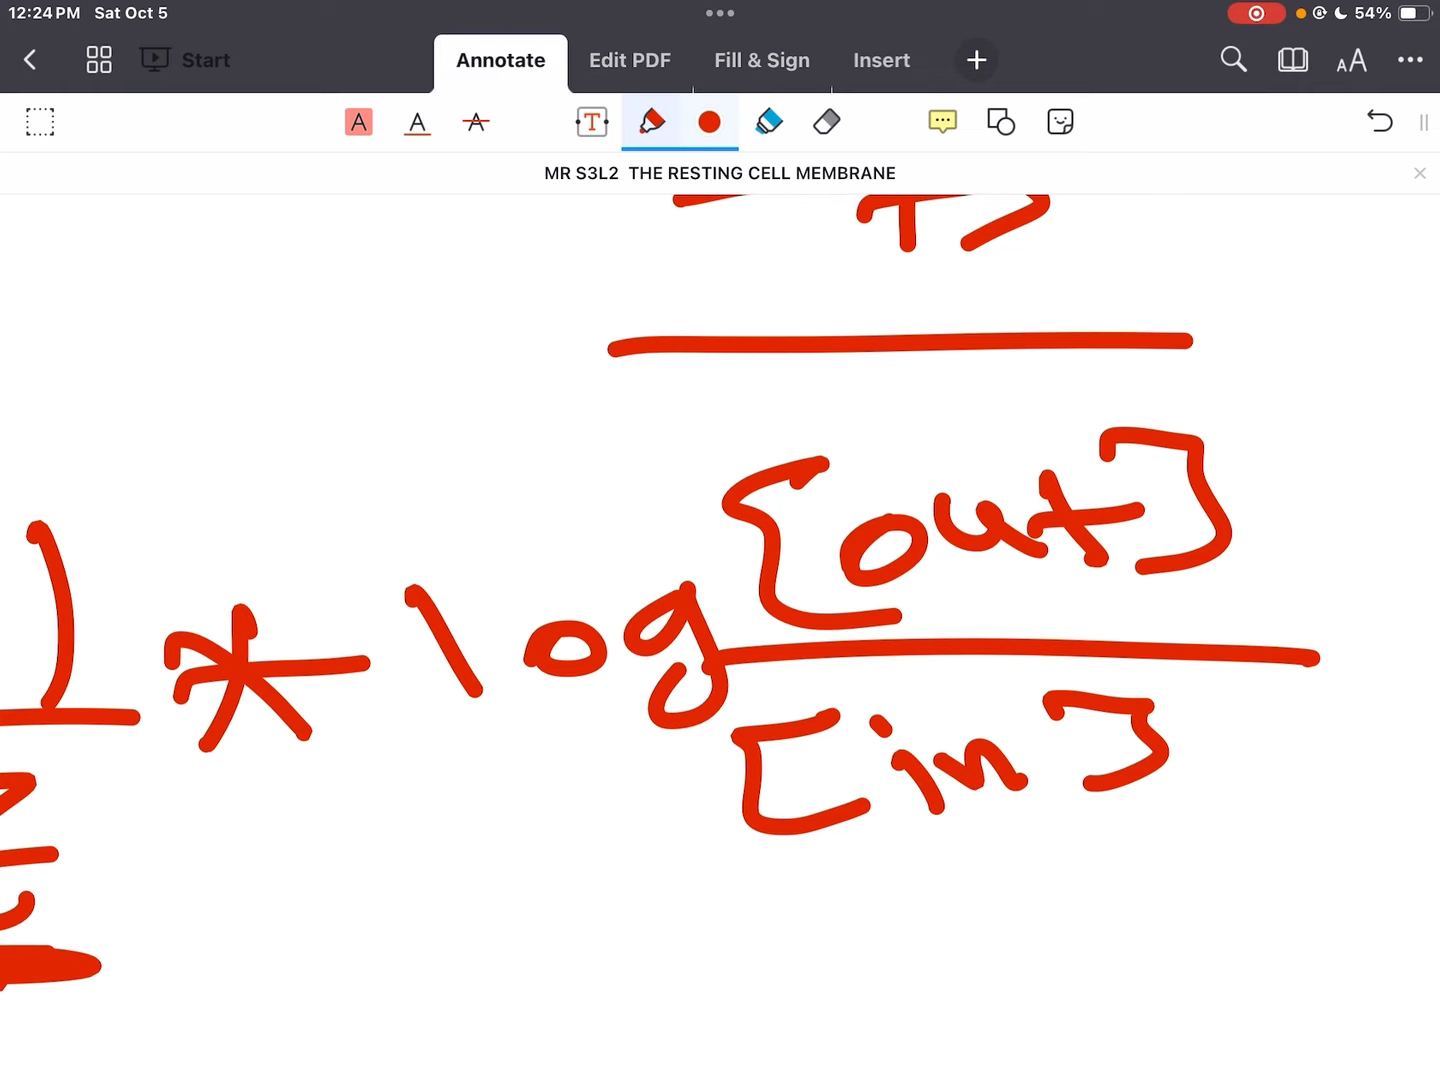 12:24 PM Sat Oct 5
54%
Start
Annotate
Edit PDF
Fill & Sign
Insert
AA
A A A T
MR S3L2 THE RESTING CELL MEMBRANE
* log [out]
[in]